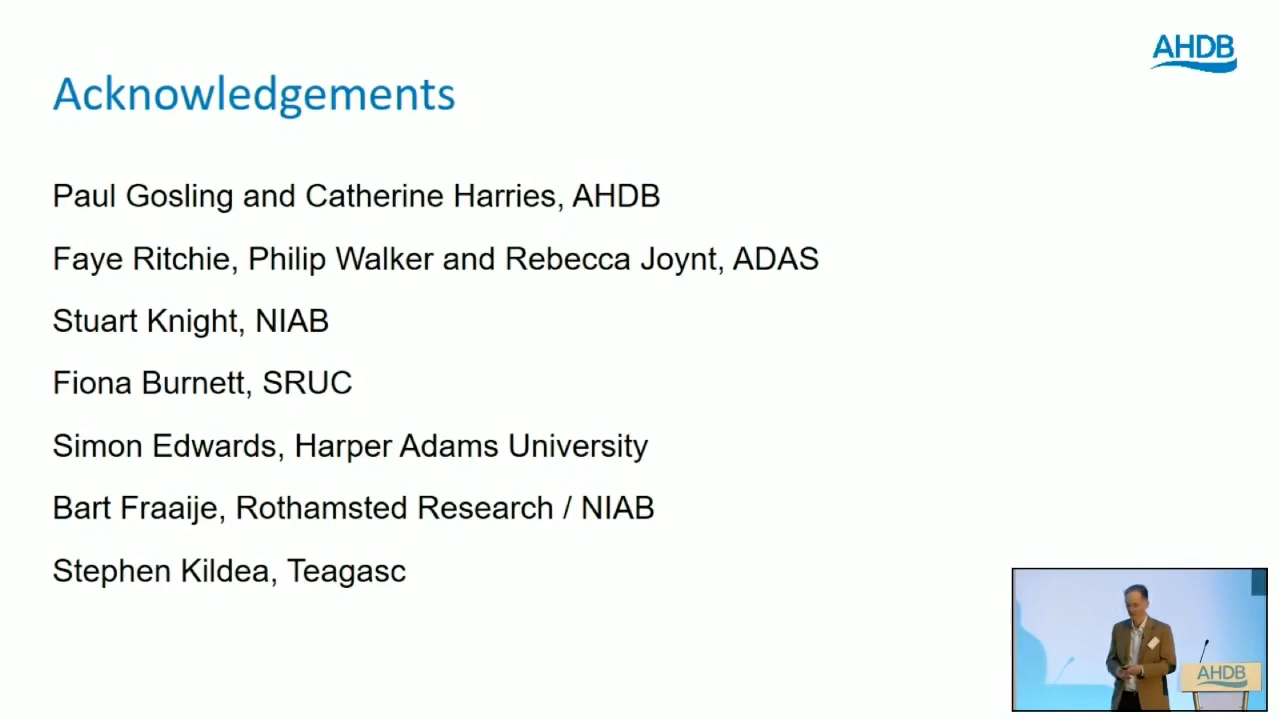 AHDB
Acknowledgements
Paul Gosling and Catherine Harries, AHDB
Faye Ritchie, Philip Walker and Rebecca Joynt, ADAS
Stuart Knight, NIAB
Fiona Burnett, SRUC
Simon Edwards, Harper Adams University
Bart Fraaije, Rothamsted Research / NIAB
Stephen Kildea, Teagasc
AHDB